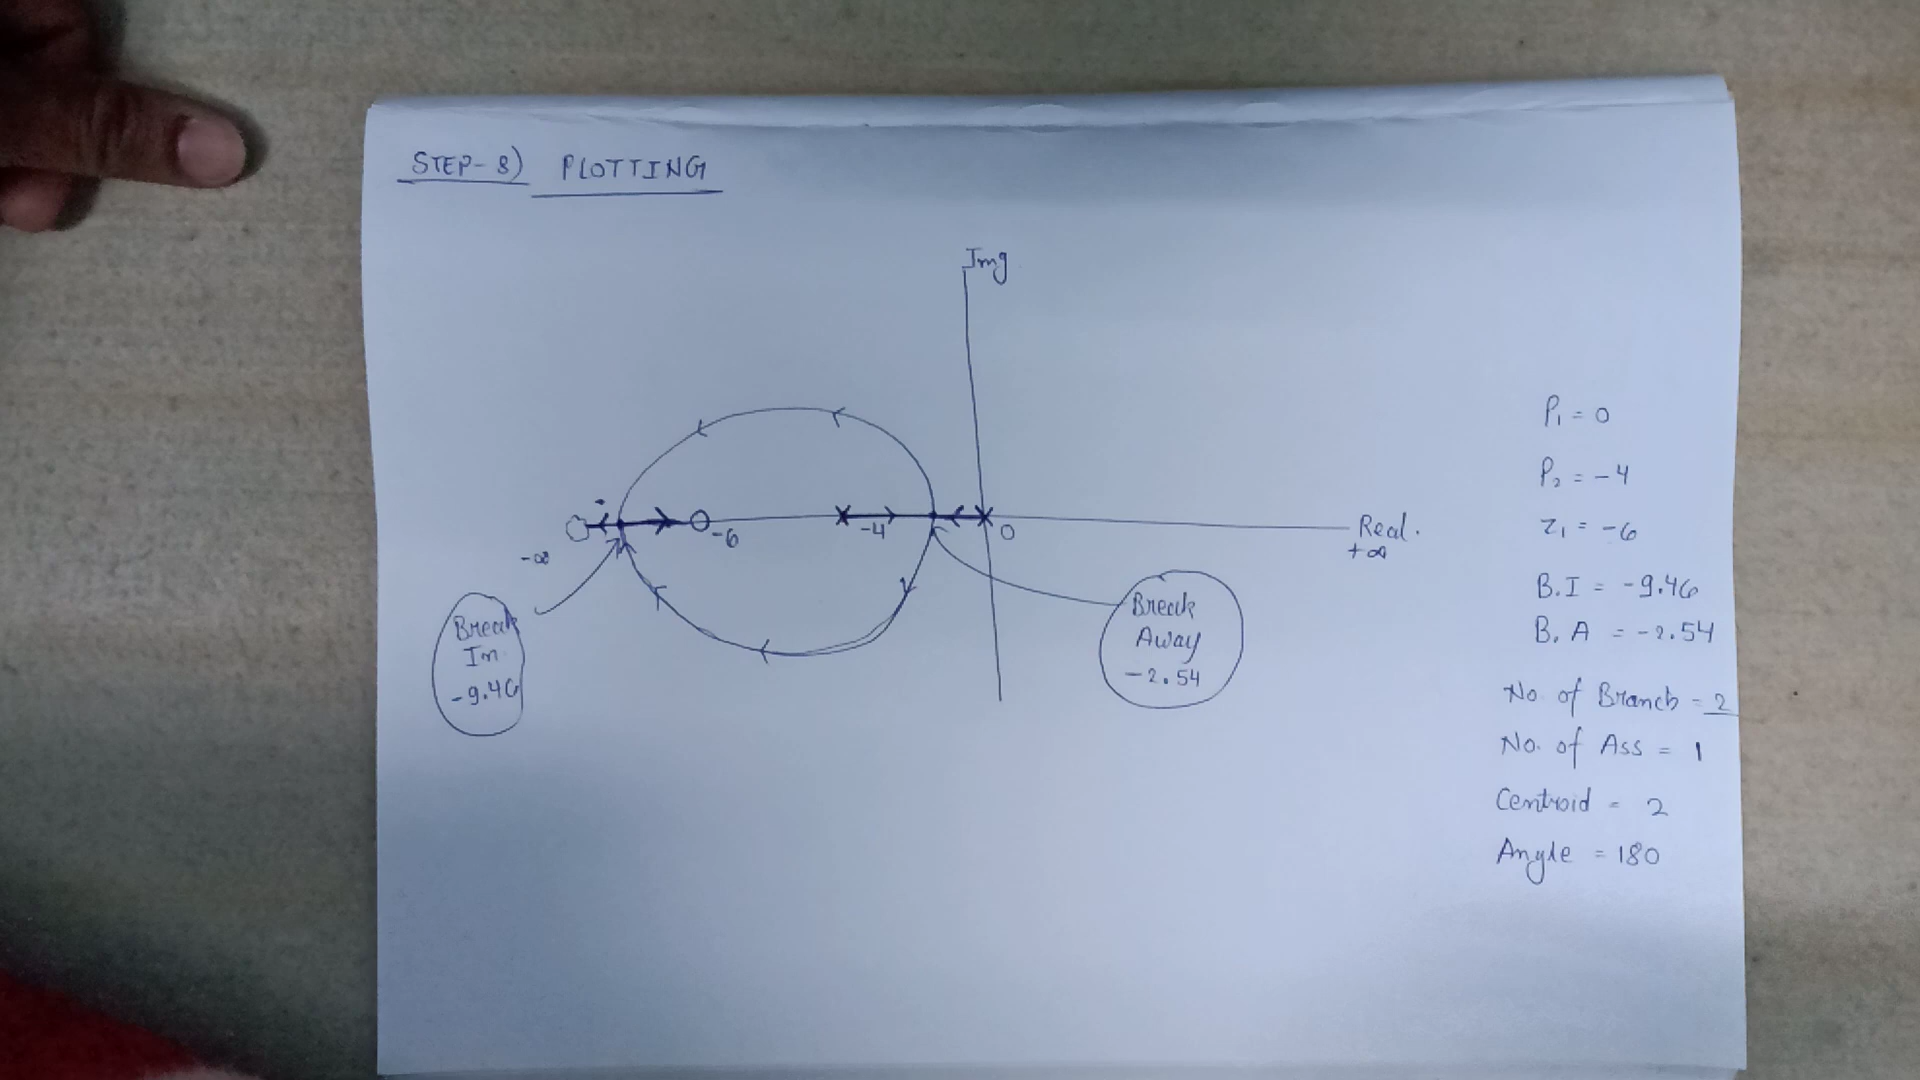 STEP-8) PLOTTING
Img
-6
-4
0
Real.
+∞
-∞
Break
In
-9.46
Break
Away
-2.54
P₁ = 0
P₂ = -4
Z₁ = -6
B.I = -9.46
B.A = -2.54
No. of Branch = 2
No. of Ass = 1
Centroid = 2
Angle = 180